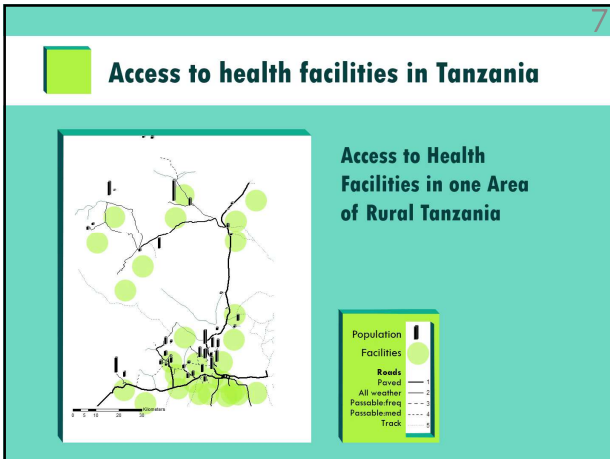 7
Access to health facilities in Tanzania
Access to Health
Facilities in one Area
of Rural Tanzania
Population
Facilities
Roads
Paved 1
All weather 2
Passable:freq 3
Passable:med 4
Track 5
Kilometers
0 5 10 20 30